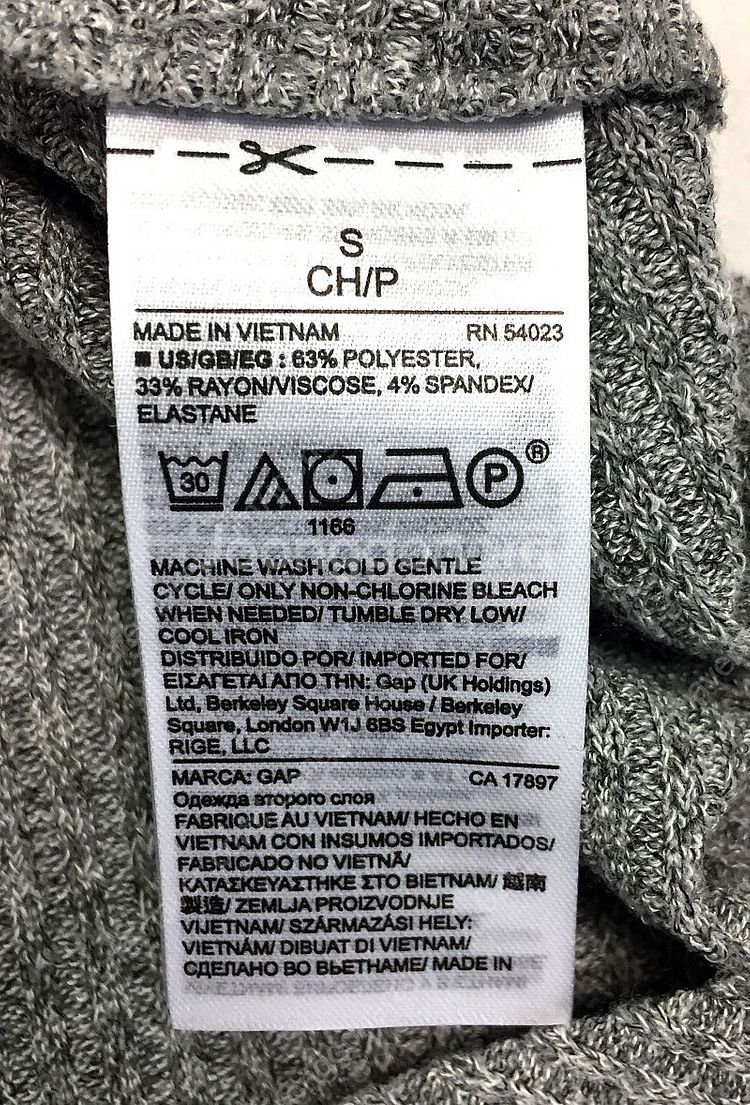 S
CH/P
MADE IN VIETNAM RN 54023
■ US/GB/EG : 63% POLYESTER,
33% RAYON/VISCOSE, 4% SPANDEX/
ELASTANE
30 P ®
1166
MACHINE WASH COLD GENTLE
CYCLE/ ONLY NON-CHLORINE BLEACH
WHEN NEEDED/ TUMBLE DRY LOW/
COOL IRON
DISTRIBUIDO POR/ IMPORTED FOR/
ΕΙΣΑΓΕΤΑΙ ΑΠΟ ΤΗΝ: Gap (UK Holdings)
Ltd, Berkeley Square House / Berkeley
Square, London W1J 6BS Egypt Importer:
RIGE, LLC
MARCA: GAP CA 17897
Одежда второго слоя
FABRIQUE AU VIETNAM/ HECHO EN
VIETNAM CON INSUMOS IMPORTADOS/
FABRICADO NO VIETNÃ/
ΚΑΤΑΣΚΕΥΑΣΤΗΚΕ ΣΤΟ ΒΙΕΤΝΑΜ/ 越南
製造/ ZEMLJA PROIZVODNJE
VIJETNAM/ SZÁRMAZÁSI HELY:
VIETNÁM/ DIBUAT DI VIETNAM/
СДЕЛАНО ВО ВЬЕТНАМЕ/ MADE IN